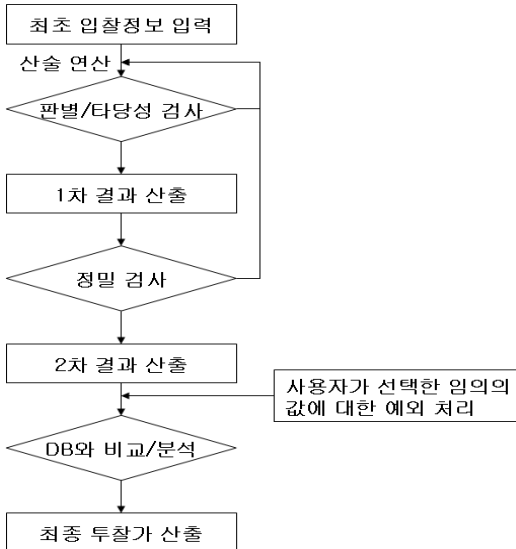 최초 입찰정보 입력
산술 연산
판별/타당성 검사
1차 결과 산출
정밀 검사
2차 결과 산출
사용자가 선택한 임의의
값에 대한 예외 처리
DB와 비교/분석
최종 투찰가 산출